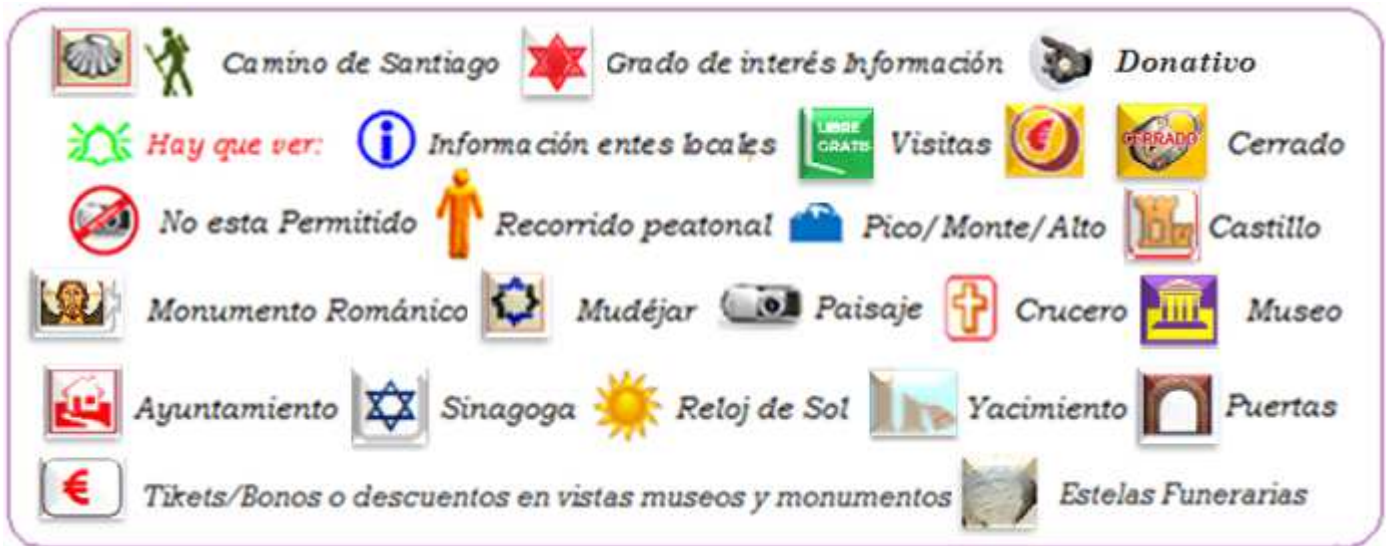 Camino de Santiago Grado de interés Información Donativo
Hay que ver: i Información entes locales LIBRE GRATIS Visitas € CERRADO Cerrado
No esta Permitido Recorrido peatonal Pico/Monte/Alto Castillo
Monumento Románico Mudéjar Paisaje Crucero Museo
Ayuntamiento Sinagoga Reloj de Sol Yacimiento Puertas
€ Tikets/Bonos o descuentos en vistas museos y monumentos Estelas Funerarias